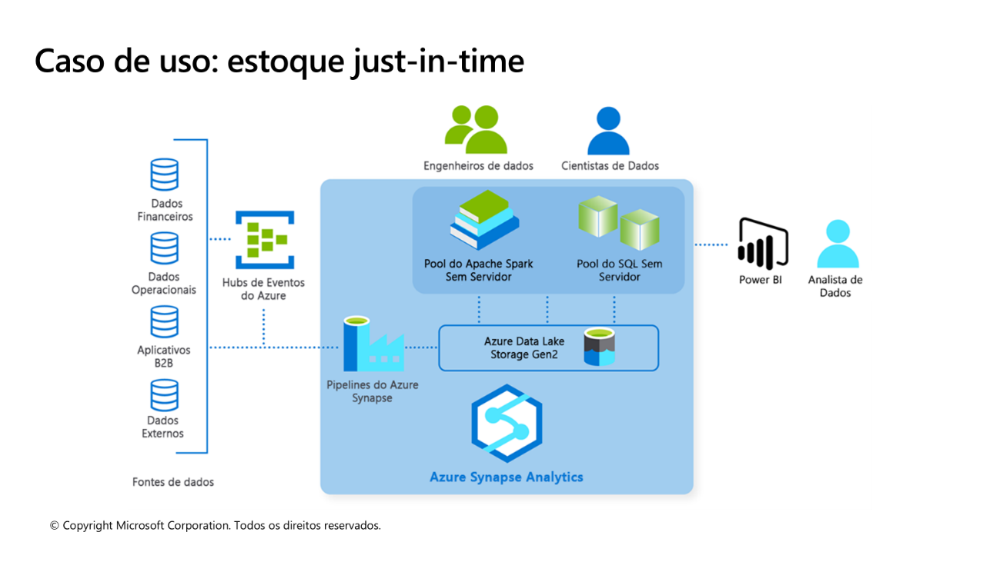 Caso de uso: estoque just-in-time
Engenheiros de dados
Cientistas de Dados
Dados
Financeiros
Dados
Operacionais
Aplicativos
B2B
Dados
Externos
Fontes de dados
Hubs de Eventos
do Azure
Pool do Apache Spark
Sem Servidor
Pool do SQL Sem
Servidor
Azure Data Lake
Storage Gen2
Pipelines do Azure
Synapse
Azure Synapse Analytics
Power BI
Analista de
Dados
© Copyright Microsoft Corporation. Todos os direitos reservados.